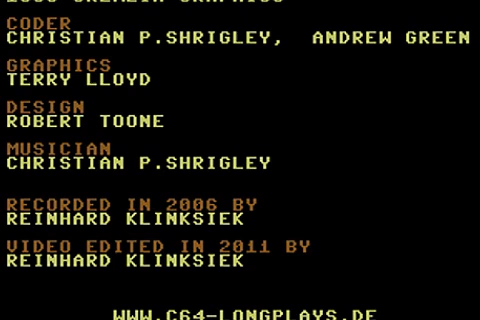 CODER
CHRISTIAN P.SHRIGLEY, ANDREW GREEN
GRAPHICS
TERRY LLOYD
DESIGN
ROBERT TOONE
MUSICIAN
CHRISTIAN P.SHRIGLEY
RECORDED IN 2006 BY
REINHARD KLINKSIEK
VIDEO EDITED IN 2011 BY
REINHARD KLINKSIEK
WWW.C64-LONGPLAYS.DE